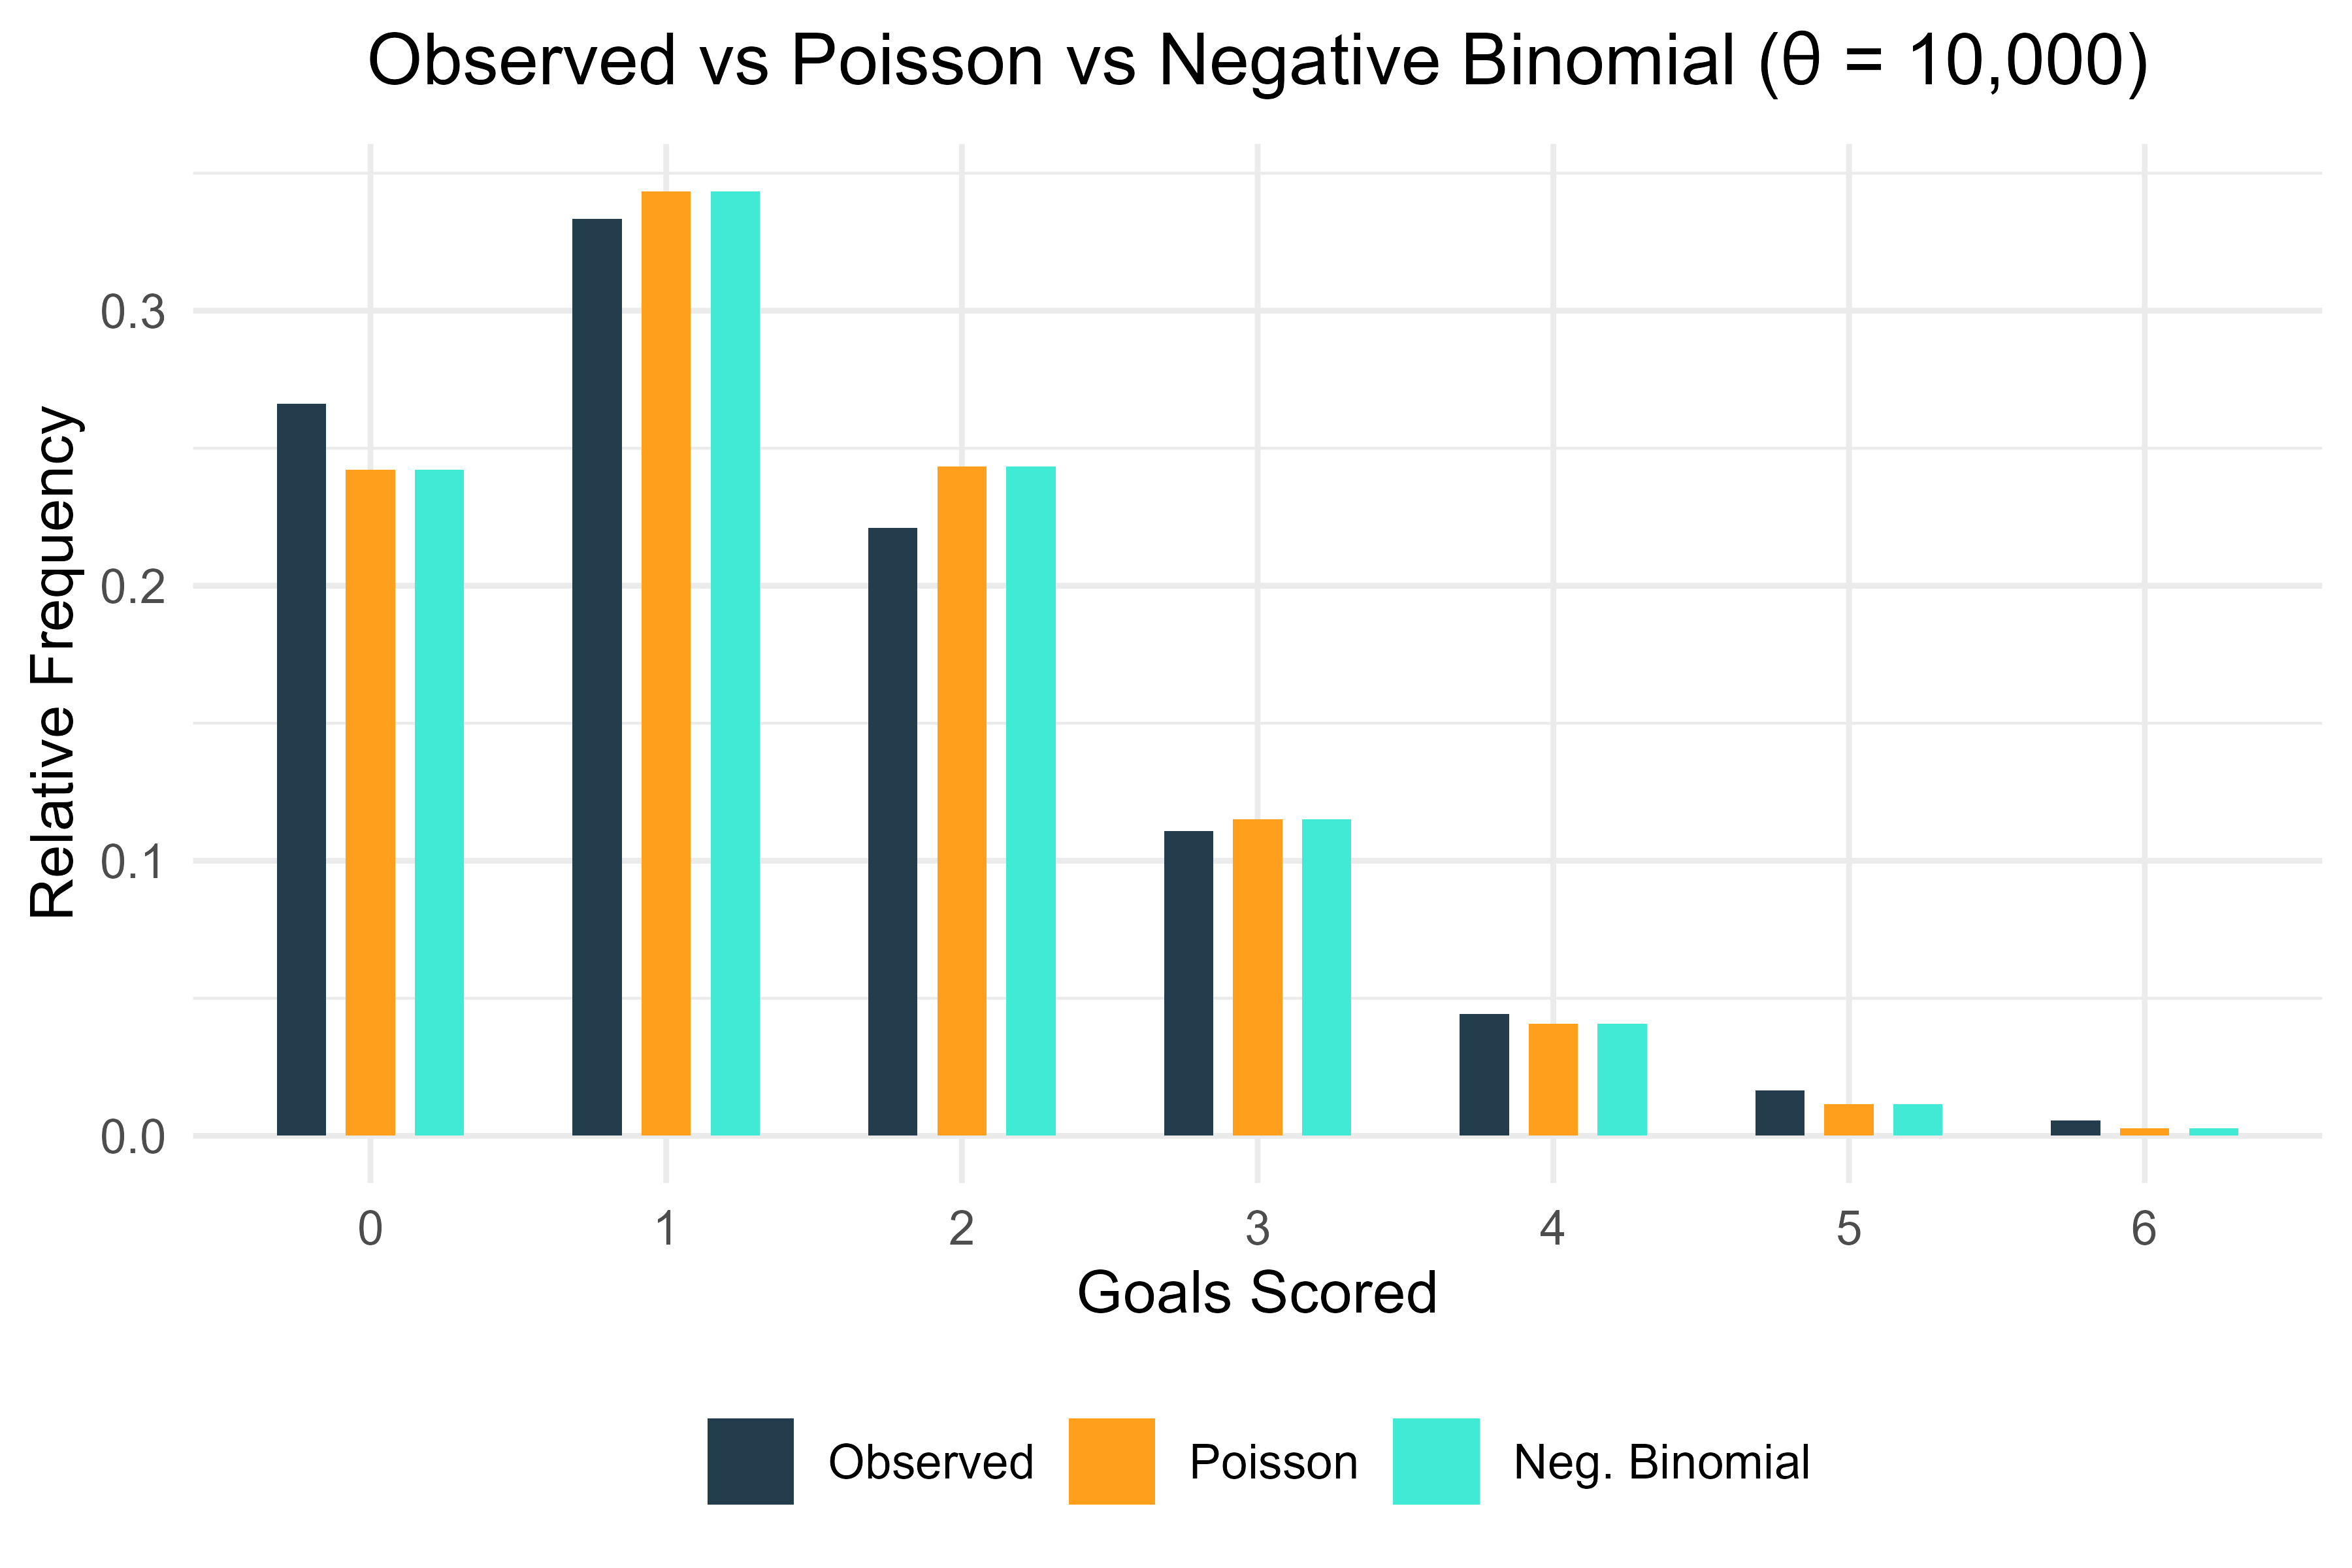 Observed vs Poisson vs Negative Binomial (θ = 10,000)
Relative Frequency
0.3
0.2
0.1
0.0
0 1 2 3 4 5 6
Goals Scored
Observed Poisson Neg. Binomial